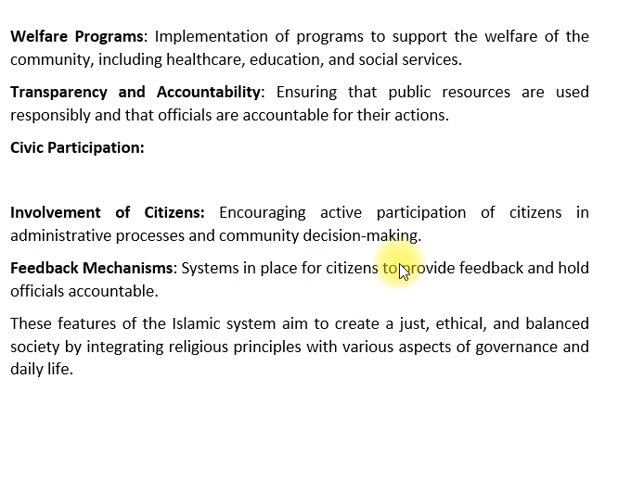 Welfare Programs: Implementation of programs to support the welfare of the
community, including healthcare, education, and social services.
Transparency and Accountability: Ensuring that public resources are used
responsibly and that officials are accountable for their actions.
Civic Participation:
Involvement of Citizens: Encouraging active participation of citizens in
administrative processes and community decision-making.
Feedback Mechanisms: Systems in place for citizens to provide feedback and hold
officials accountable.
These features of the Islamic system aim to create a just, ethical, and balanced
society by integrating religious principles with various aspects of governance and
daily life.